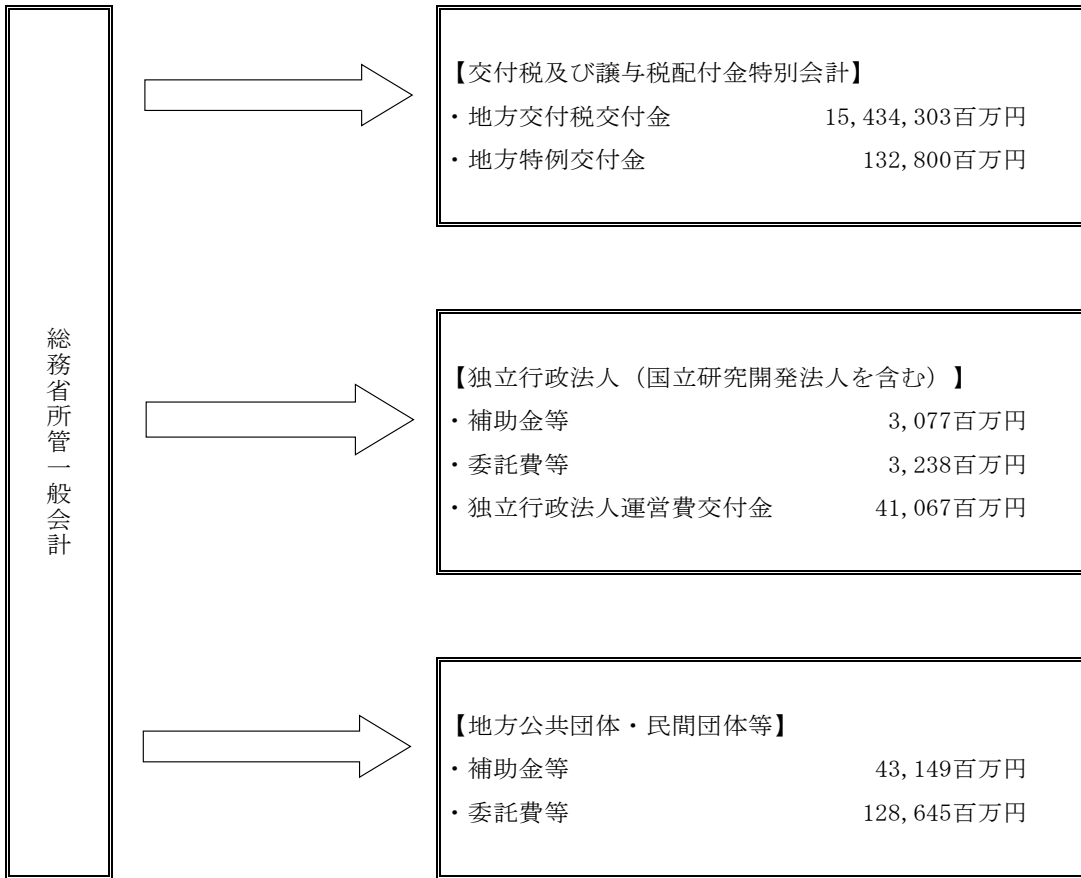 総務省所管一般会計
【交付税及び譲与税配付金特別会計】
・地方交付税交付金 15,434,303百万円
・地方特例交付金 132,800百万円
【独立行政法人（国立研究開発法人を含む）】
・補助金等 3,077百万円
・委託費等 3,238百万円
・独立行政法人運営費交付金 41,067百万円
【地方公共団体・民間団体等】
・補助金等 43,149百万円
・委託費等 128,645百万円